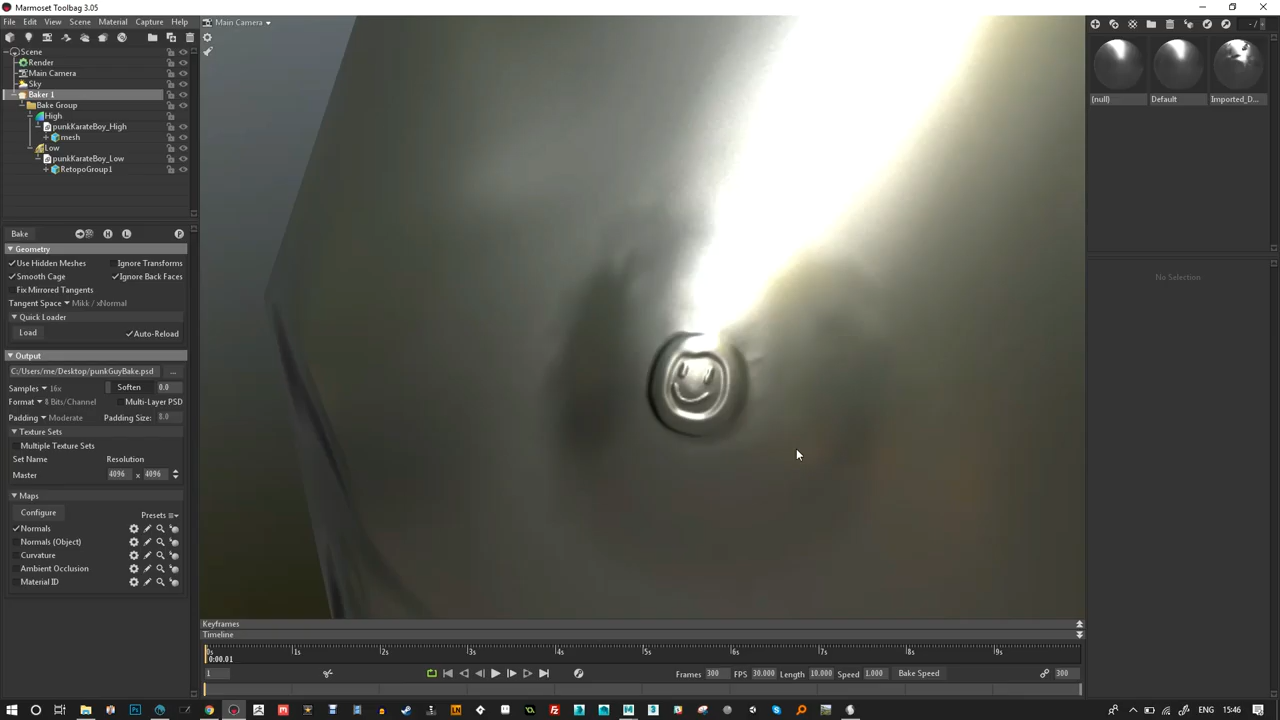 Marmoset Toolbag 3.05
File Edit View Scene Material Capture Help
Main Camera
Scene
Render
Main Camera
Sky
Baker 1
Bake Group
High
punkKarateBoy_High
mesh
Low
punkKarateBoy_Low
RetopoGroup1
Bake H L P
Geometry
Use Hidden Meshes Ignore Transforms
Smooth Cage Ignore Back Faces
Fix Mirrored Tangents
Tangent Space Mikk / xNormal
Quick Loader
Load Auto-Reload
Output
C:/Users/me/Desktop/punkGuyBake.psd ...
Samples 16x Soften 0.0
Format 8 Bits/Channel Multi-Layer PSD
Padding Moderate Padding Size: 8.0
Texture Sets
Multiple Texture Sets
Set Name Resolution
Master 4096 x 4096
Maps
Configure Presets
Normals
Normals (Object)
Curvature
Ambient Occlusion
Material ID
(null) Default Imported_D...
No Selection
Keyframes
Timeline
0s 1s 2s 3s 4s 5s 6s 7s 8s 9s
0:00.01
1 Frames 300 FPS 30.000 Length 10.000 Speed 1.000 Bake Speed 300
ENG 15:46